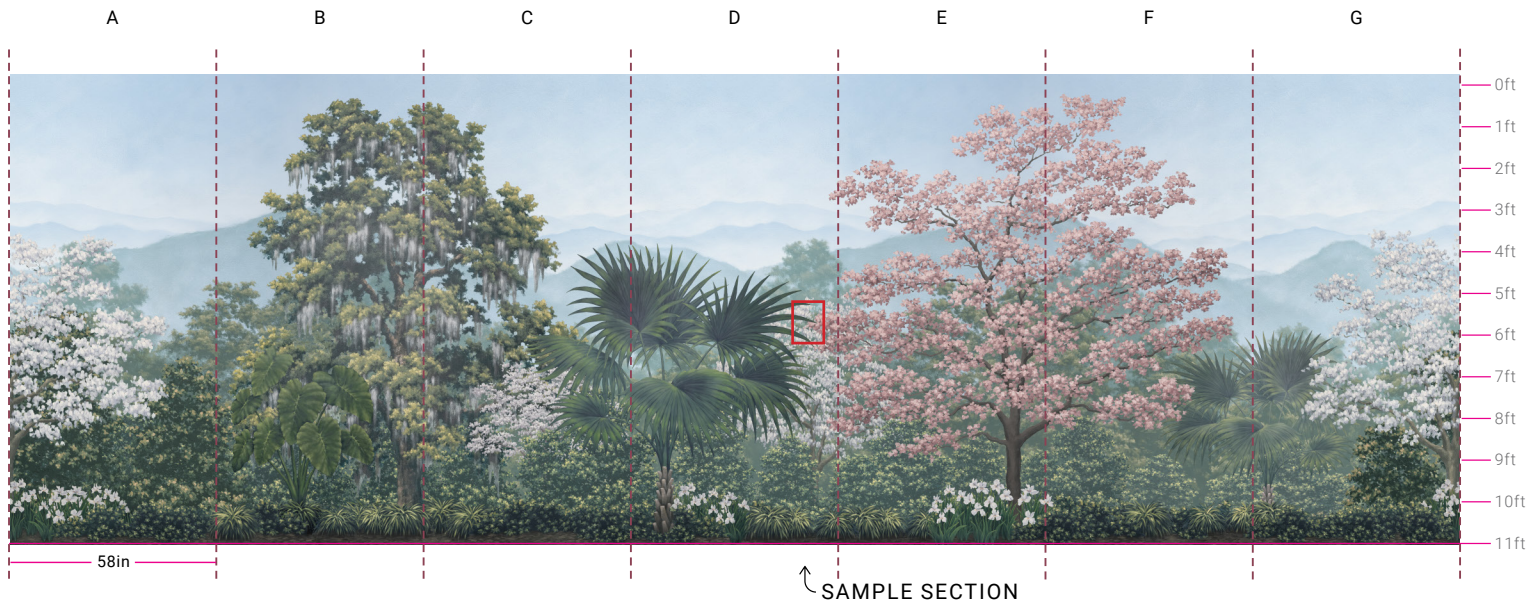 A B C D E F G
0ft
1ft
2ft
3ft
4ft
5ft
6ft
7ft
8ft
9ft
10ft
11ft
58in
SAMPLE SECTION